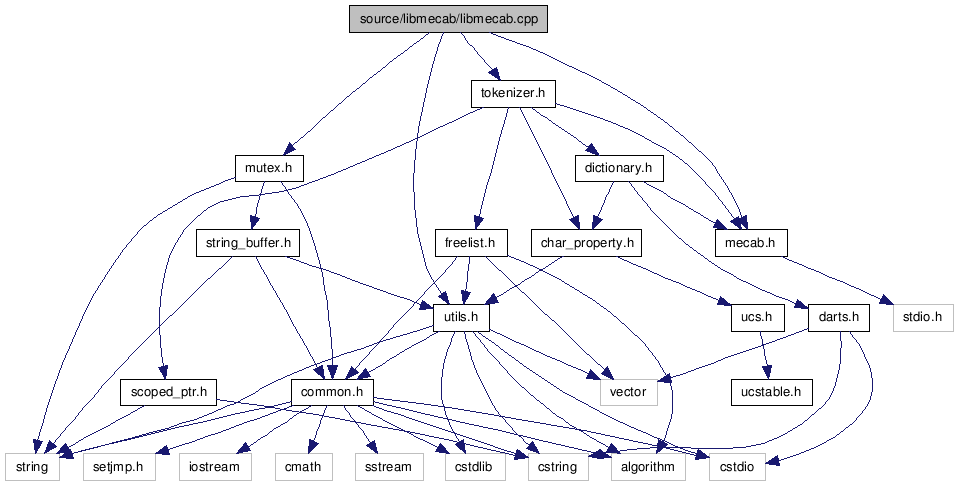 source/libmecab/libmecab.cpp
tokenizer.h
mutex.h
dictionary.h
string_buffer.h
freelist.h
char_property.h
mecab.h
utils.h
ucs.h
darts.h
stdio.h
scoped_ptr.h
common.h
vector
ucstable.h
string
setjmp.h
iostream
cmath
sstream
cstdlib
cstring
algorithm
cstdio